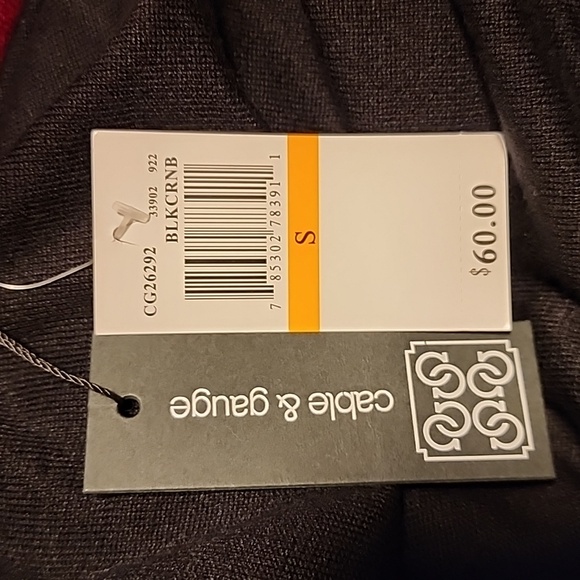 CG26292 33902 922
BLKCRNB
7 85302 78391 1
S
$60.00
cable & gauge